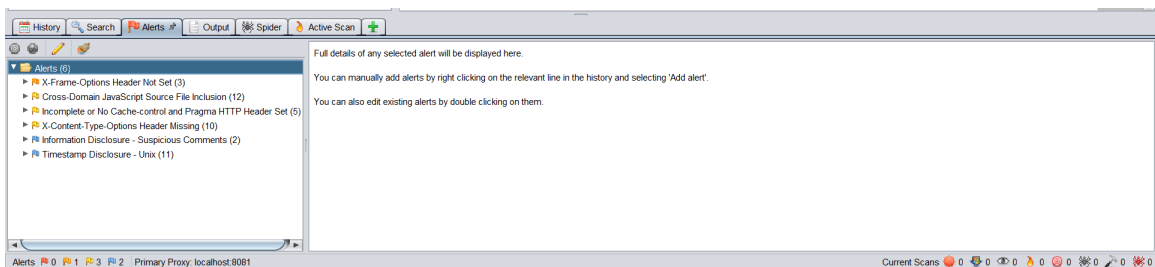 History Search Alerts Output Spider Active Scan
Alerts (6)
X-Frame-Options Header Not Set (3)
Cross-Domain JavaScript Source File Inclusion (12)
Incomplete or No Cache-control and Pragma HTTP Header Set (5)
X-Content-Type-Options Header Missing (10)
Information Disclosure - Suspicious Comments (2)
Timestamp Disclosure - Unix (11)
Full details of any selected alert will be displayed here.
You can manually add alerts by right clicking on the relevant line in the history and selecting 'Add alert'.
You can also edit existing alerts by double clicking on them.
Alerts 0 1 3 2 Primary Proxy: localhost:8081 Current Scans 0 0 0 0 0 0 0 0